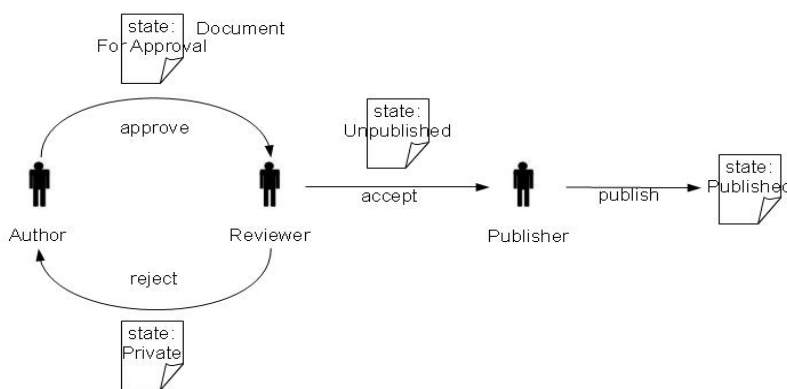 state:
Document
For Approval
approve
state:
Unpublished
state:
Published
accept
publish
Author
Reviewer
Publisher
reject
state:
Private